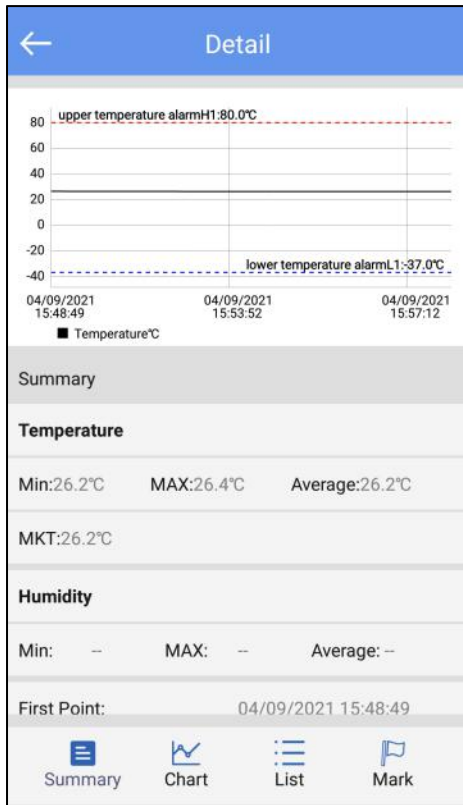 Detail
upper temperature alarmH1:80.0℃
80
60
40
20
0
-20
-40
lower temperature alarmL1:-37.0℃
04/09/2021 04/09/2021 04/09/2021
15:48:49 15:53:52 15:57:12
Temperature℃
Summary
Temperature
Min:26.2℃ MAX:26.4℃ Average:26.2℃
MKT:26.2℃
Humidity
Min: -- MAX: -- Average: --
First Point: 04/09/2021 15:48:49
Summary Chart List Mark